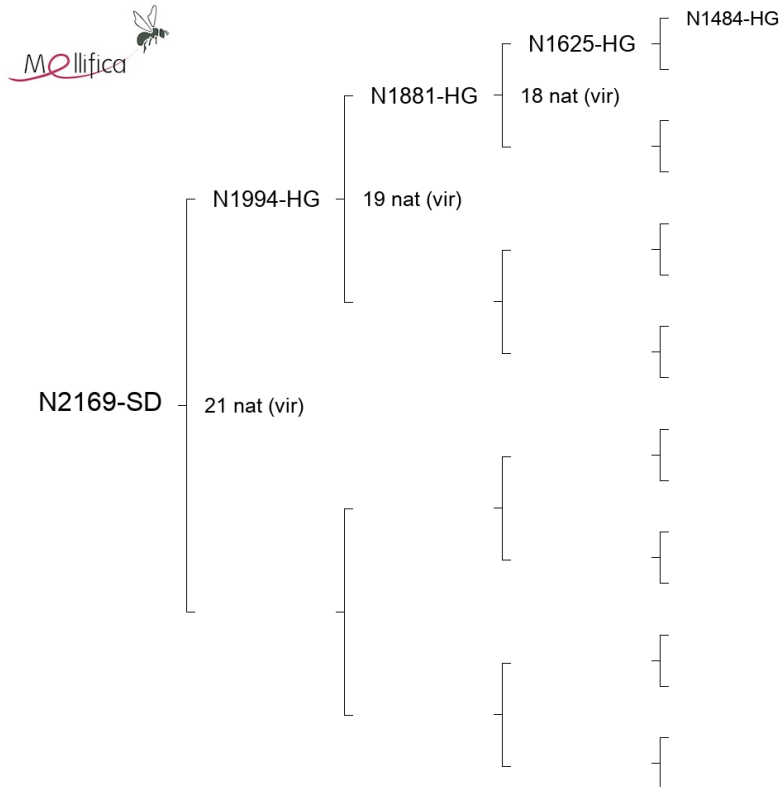 Mellifica
N1484-HG
N1625-HG
N1881-HG
18 nat (vir)
N1994-HG
19 nat (vir)
N2169-SD
21 nat (vir)